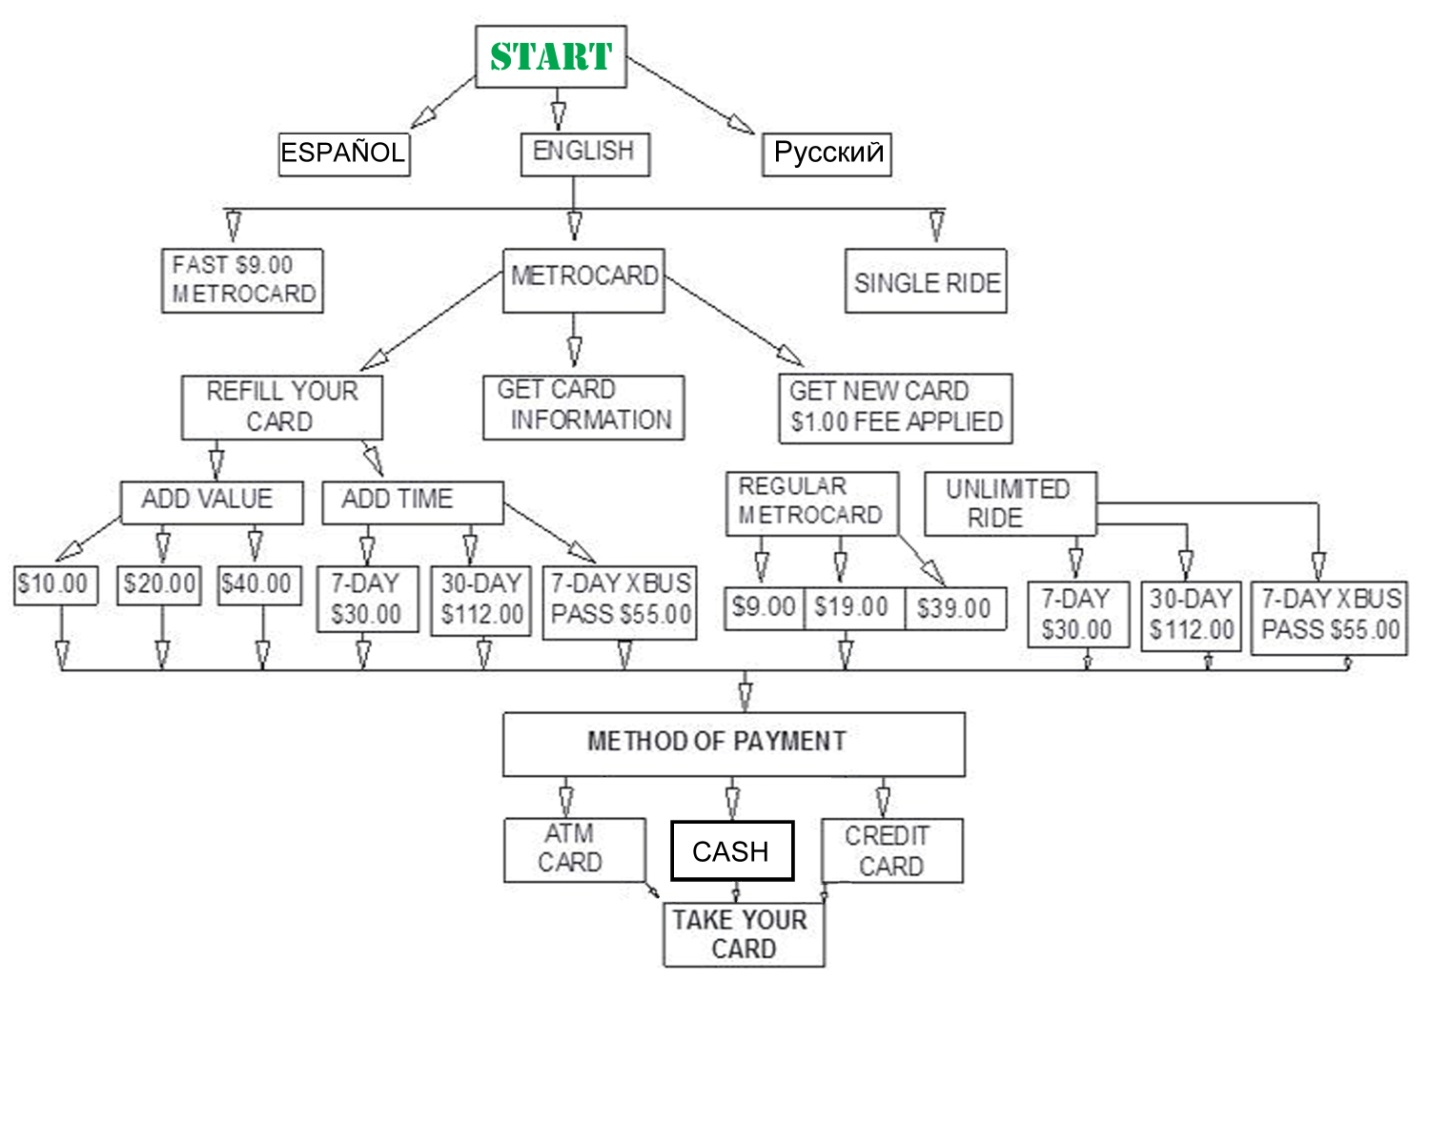 START
ESPAÑOL
ENGLISH
Русский
FAST $9.00
METROCARD
METROCARD
SINGLE RIDE
REFILL YOUR
CARD
GET CARD
INFORMATION
GET NEW CARD
$1.00 FEE APPLIED
ADD VALUE
ADD TIME
REGULAR
METROCARD
UNLIMITED
RIDE
$10.00
$20.00
$40.00
7-DAY
$30.00
30-DAY
$112.00
7-DAY XBUS
PASS $55.00
$9.00
$19.00
$39.00
7-DAY
$30.00
30-DAY
$112.00
7-DAY XBUS
PASS $55.00
METHOD OF PAYMENT
ATM
CARD
CASH
CREDIT
CARD
TAKE YOUR
CARD